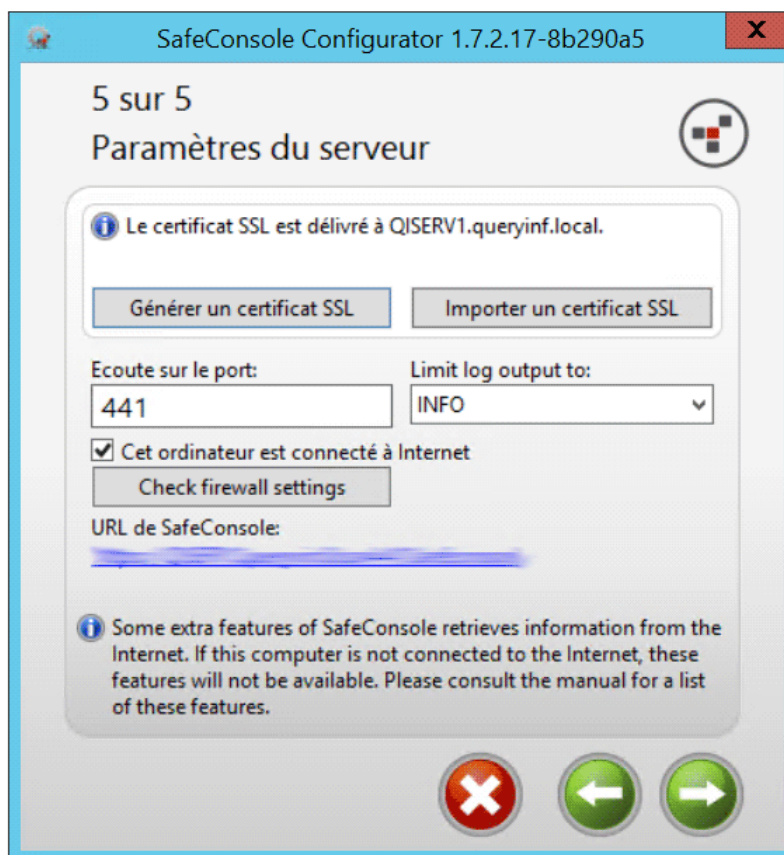 SafeConsole Configurator 1.7.2.17-8b290a5
X
5 sur 5
Paramètres du serveur
Le certificat SSL est délivré à QISERV1.queryinf.local.
Générer un certificat SSL
Importer un certificat SSL
Ecoute sur le port:
Limit log output to:
441
INFO
Cet ordinateur est connecté à Internet
Check firewall settings
URL de SafeConsole:
Some extra features of SafeConsole retrieves information from the
Internet. If this computer is not connected to the Internet, these
features will not be available. Please consult the manual for a list
of these features.